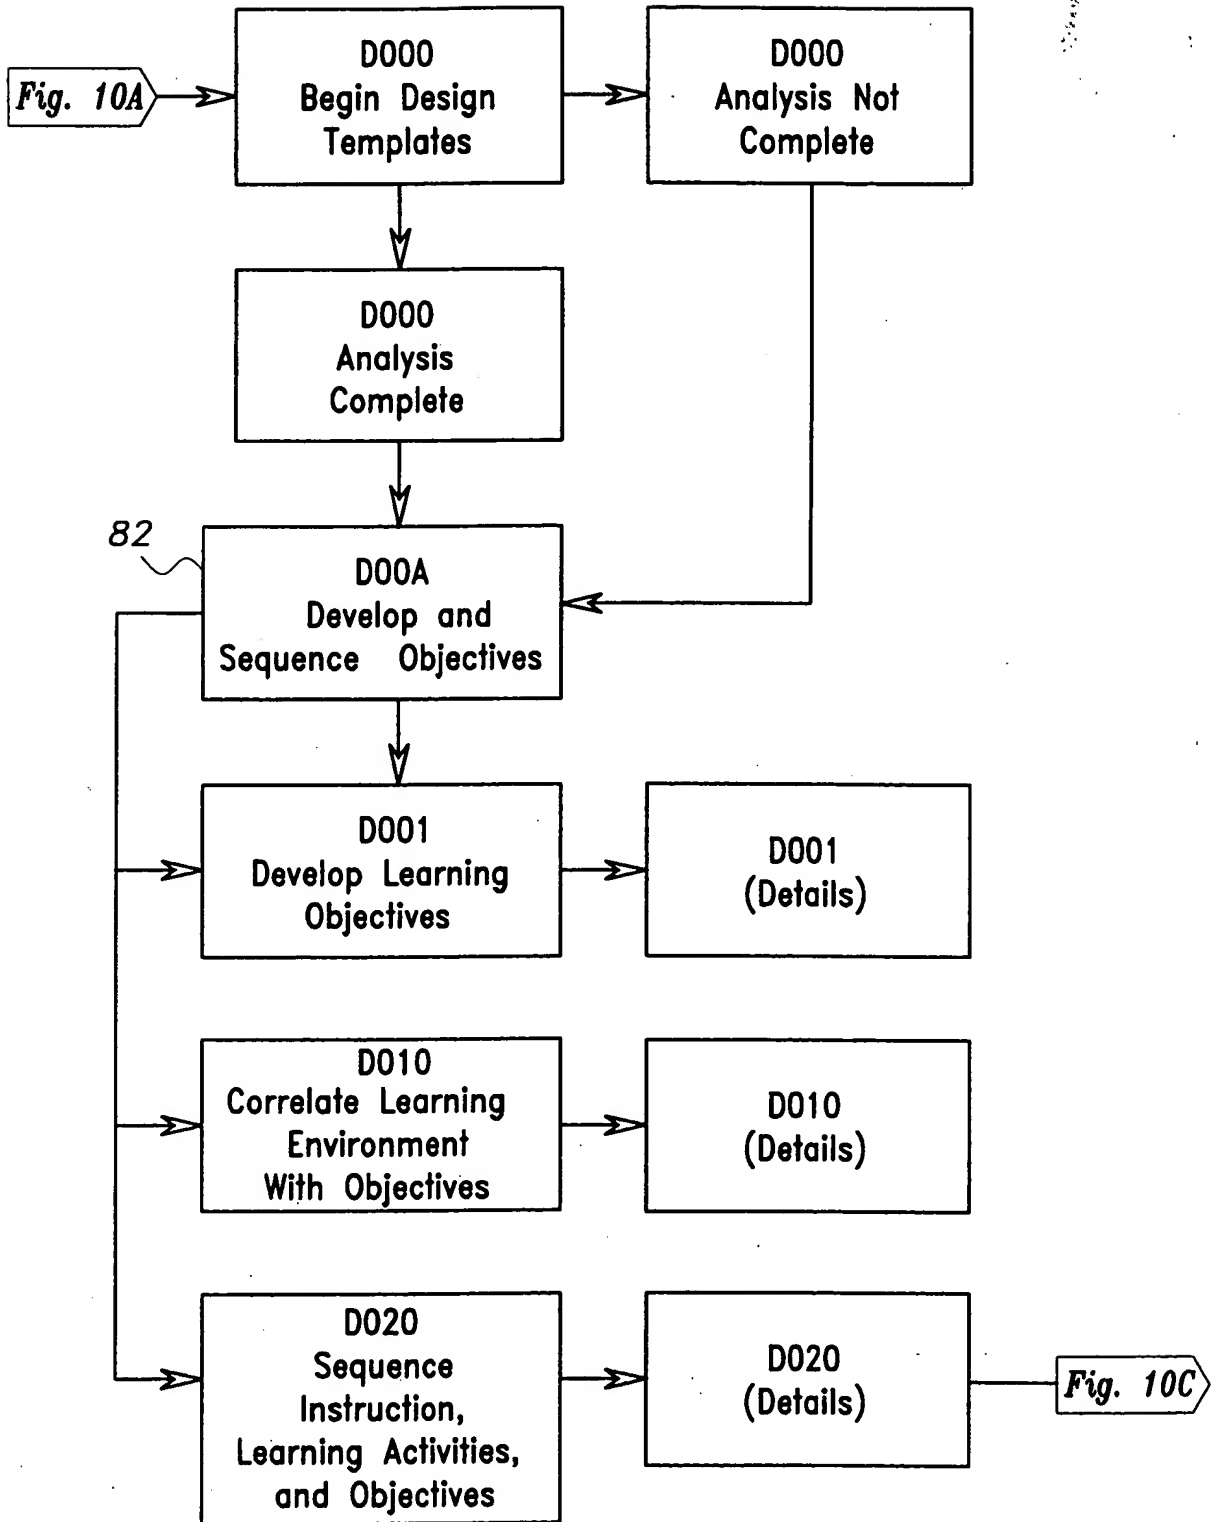 Fig. 10A
D000
Begin Design
Templates
D000
Analysis Not
Complete
D000
Analysis
Complete
82
D00A
Develop and
Sequence Objectives
D001
Develop Learning
Objectives
D001
(Details)
D010
Correlate Learning
Environment
With Objectives
D010
(Details)
D020
Sequence
Instruction,
Learning Activities,
and Objectives
D020
(Details)
Fig. 10C